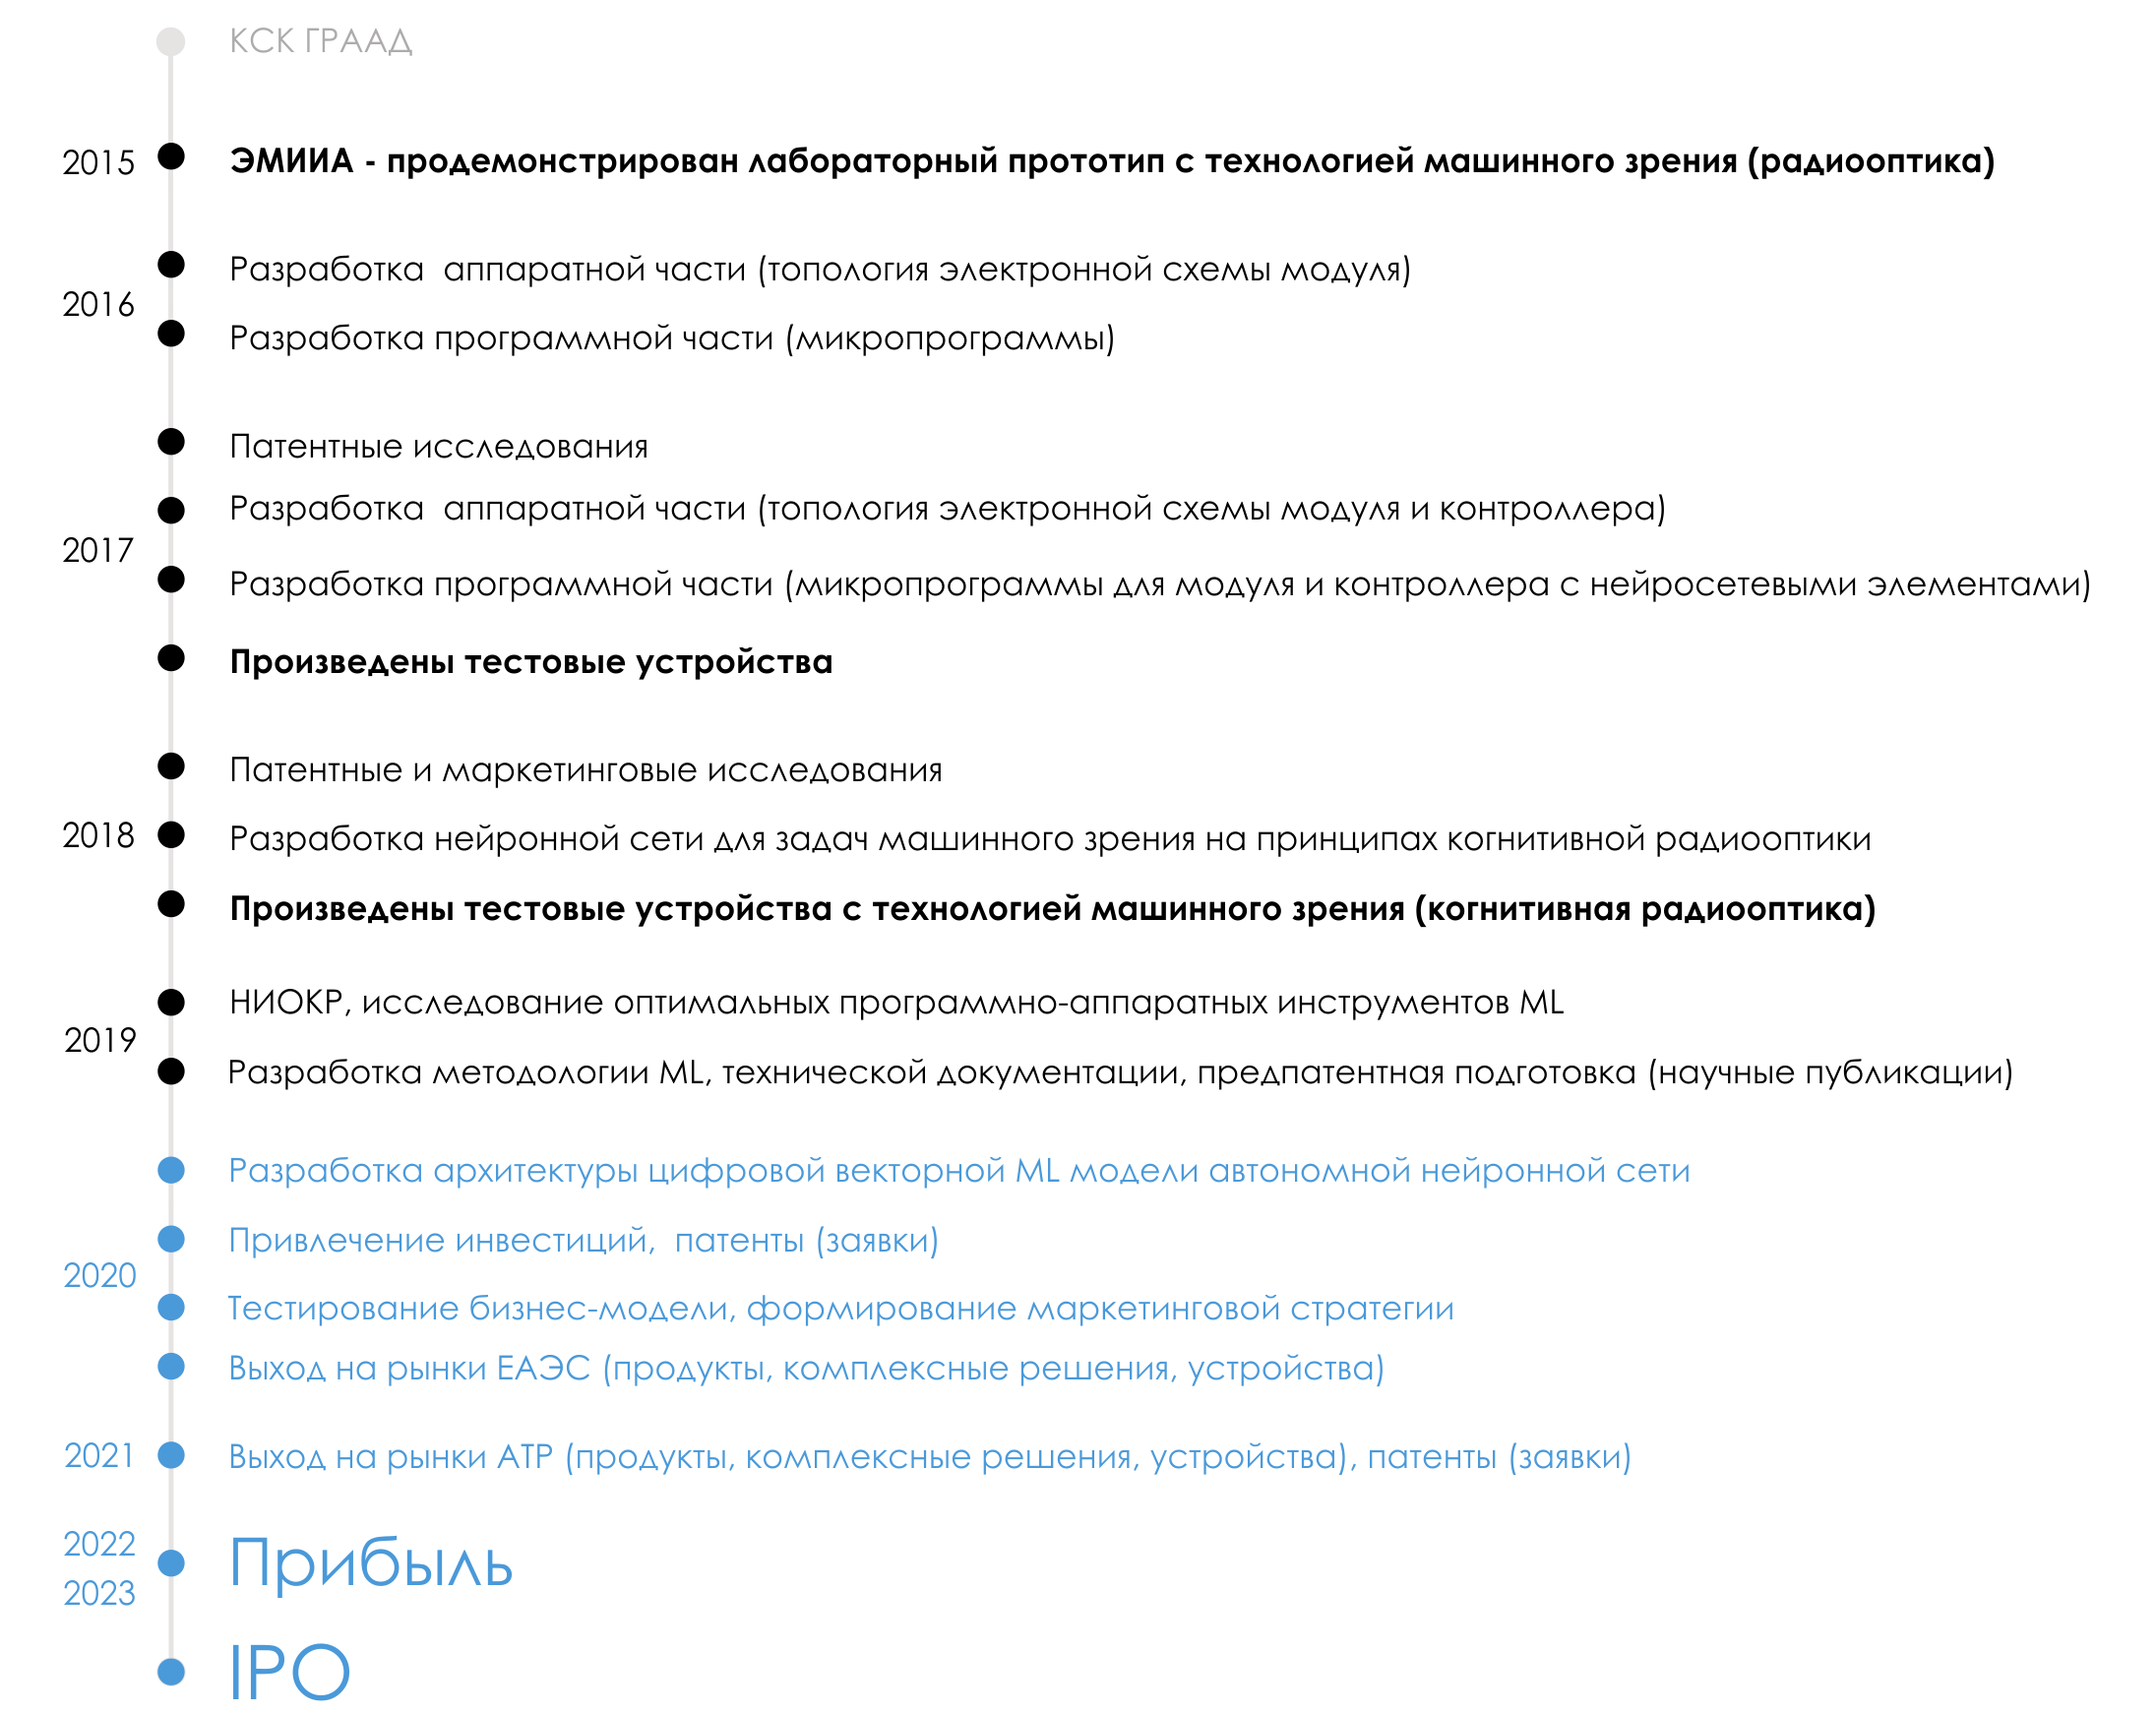 КСК ГРААД
2015 ЭМИИА - продемонстрирован лабораторный прототип с технологией машинного зрения (радиооптика)
Разработка  аппаратной части (топология электронной схемы модуля)
2016
Разработка программной части (микропрограммы)
Патентные исследования
Разработка  аппаратной части (топология электронной схемы модуля и контроллера)
2017
Разработка программной части (микропрограммы для модуля и контроллера с нейросетевыми элементами)
Произведены тестовые устройства
Патентные и маркетинговые исследования
2018 Разработка нейронной сети для задач машинного зрения на принципах когнитивной радиооптики
Произведены тестовые устройства с технологией машинного зрения (когнитивная радиооптика)
НИОКР, исследование оптимальных программно-аппаратных инструментов ML
2019
Разработка методологии ML, технической документации, предпатентная подготовка (научные публикации)
Разработка архитектуры цифровой векторной ML модели автономной нейронной сети
Привлечение инвестиций,  патенты (заявки)
2020
Тестирование бизнес-модели, формирование маркетинговой стратегии
Выход на рынки ЕАЭС (продукты, комплексные решения, устройства)
2021 Выход на рынки АТР (продукты, комплексные решения, устройства), патенты (заявки)
2022
Прибыль
2023
IPO